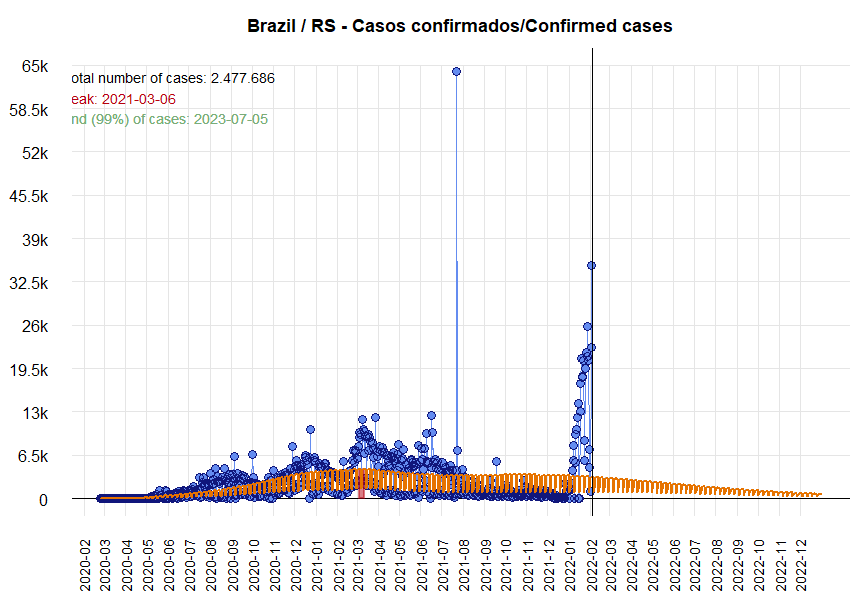 Brazil / RS - Casos confirmados/Confirmed cases
65k
otal number of cases: 2.477.686
eak: 2021-03-06
58.5k
nd (99%) of cases: 2023-07-05
52k
45.5k
39k
32.5k
26k
19.5k
13k
6.5k
0
2020-02
2020-03
2020-04
2020-05
2020-06
2020-07
2020-08
2020-09
2020-10
2020-11
2020-12
2021-01
2021-02
2021-03
2021-04
2021-05
2021-06
2021-07
2021-08
2021-09
2021-10
2021-11
2021-12
2022-01
2022-02
2022-03
2022-04
2022-05
2022-06
2022-07
2022-08
2022-09
2022-10
2022-11
2022-12